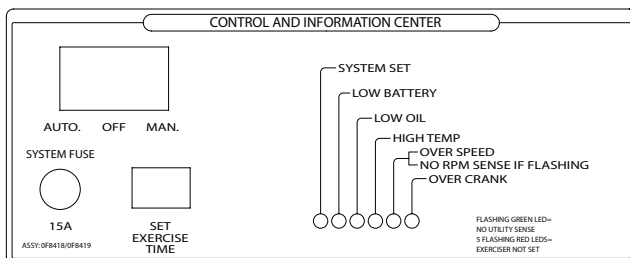 CONTROL AND INFORMATION CENTER
SYSTEM SET
LOW BATTERY
LOW OIL
HIGH TEMP
OVER SPEED
NO RPM SENSE IF FLASHING
OVER CRANK
AUTO. OFF MAN.
SYSTEM FUSE
15A
SET
EXERCISE
TIME
ASSY: 0F8418/0F8419
FLASHING GREEN LED=
NO UTILITY SENSE
5 FLASHING RED LEDS=
EXERCISER NOT SET